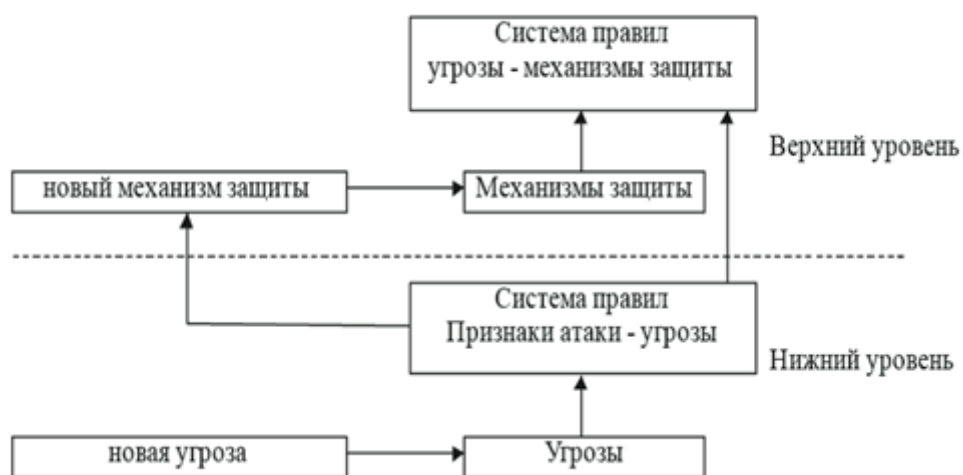 Система правил
угрозы - механизмы защиты
Верхний уровень
новый механизм защиты
Механизмы защиты
Система правил
Признаки атаки - угрозы
Нижний уровень
новая угроза
Угрозы